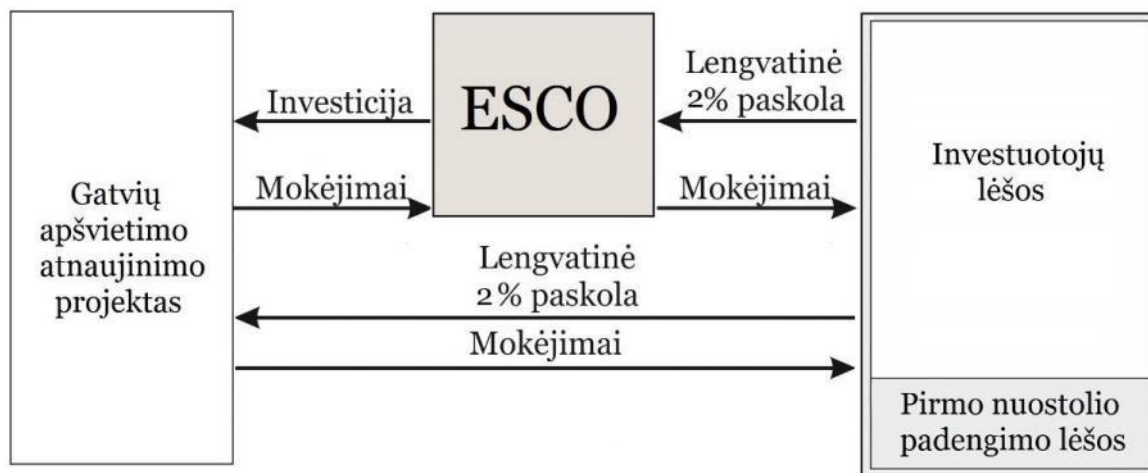 Gatvių
apšvietimo
atnaujinimo
projektas
Investicija
Mokėjimai
ESCO
Lengvatinė
2% paskola
Mokėjimai
Lengvatinė
2% paskola
Mokėjimai
Investuotojų
lėšos
Pirmo nuostolio
padengimo lėšos